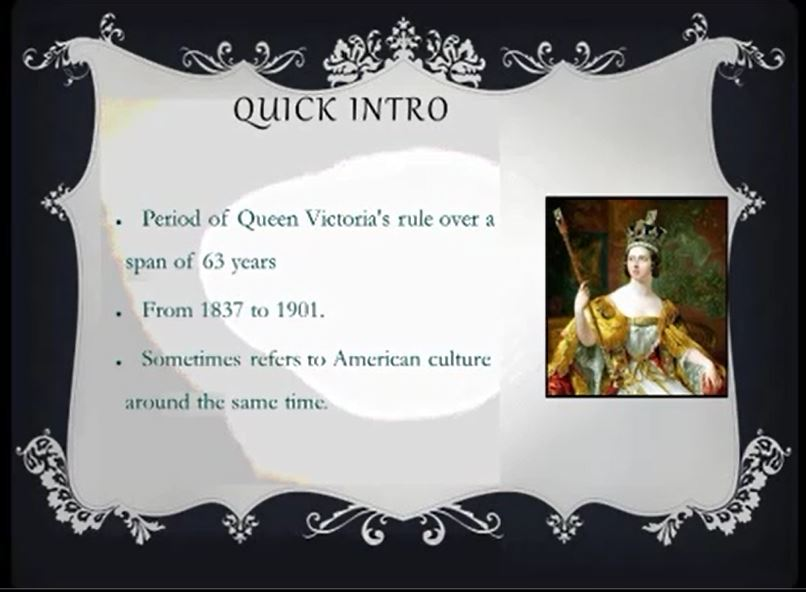 QUICK INTRO
. Period of Queen Victoria's rule over a
span of 63 years
. From 1837 to 1901.
. Sometimes refers to American culture
around the same time.